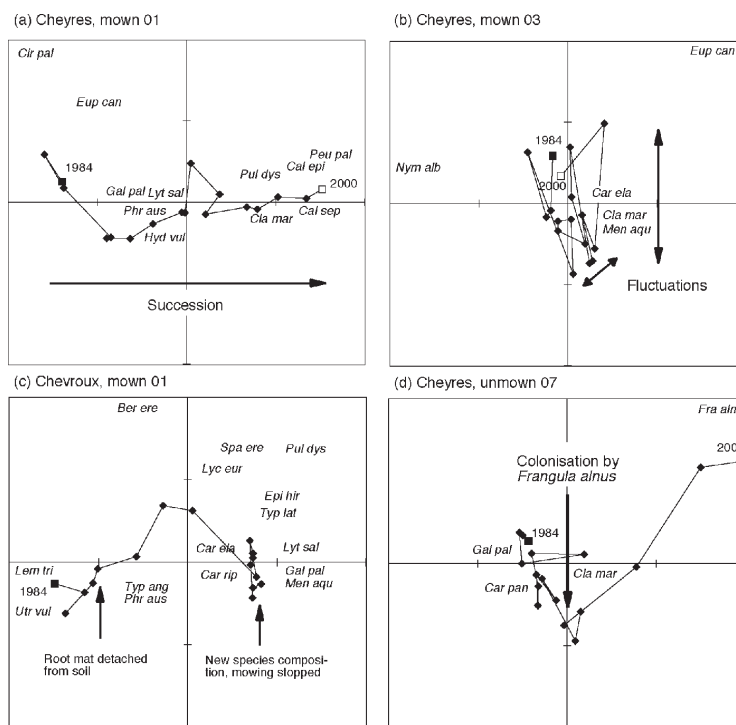 (a) Cheyres, mown 01
Cir pal
Eup can
1984
Peu pal
Cal epi
Pul dys
2000
Gal pal
Lyt sal
Phr aus
Cla mar
Cal sep
Hyd vul
Succession
(b) Cheyres, mown 03
Eup can
1984
Nym alb
2000
Car ela
Cla mar
Men aqu
Fluctuations
(c) Chevroux, mown 01
Ber ere
Spa ere
Pul dys
Lyc eur
Epi hir
Typ lat
Car ela
Lyt sal
Lem tri
Car rip
Gal pal
Typ ang
Men aqu
1984
Phr aus
Utr vul
Root mat detached
from soil
New species composi-
tion, mowing stopped
(d) Cheyres, unmown 07
Fra aln
200
Colonisation by
Frangula alnus
1984
Gal pal
Cla mar
Car pan